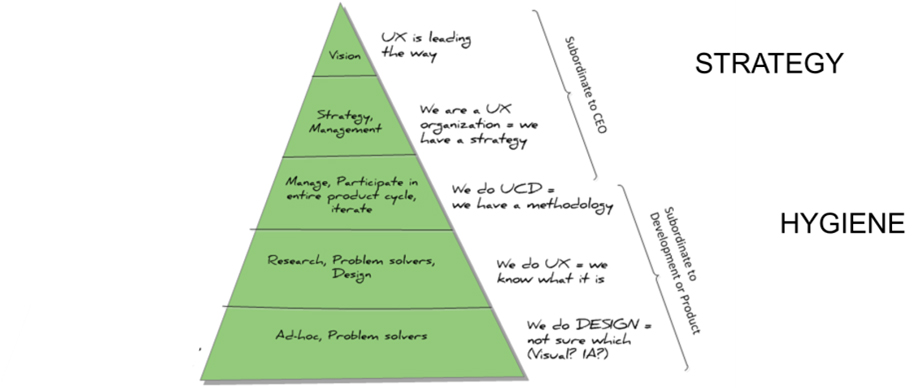 Vision
UX is leading
the way
Subordinate to CEO
STRATEGY
Strategy,
Management
We are a UX
organization = we
have a strategy
Manage, Participate in
entire product cycle,
iterate
We do UCD =
we have a methodology
Subordinate to
Development or Product
HYGIENE
Research, Problem solvers,
Design
We do UX = we
know what it is
Ad-hoc, Problem solvers
We do DESIGN =
not sure which
(Visual? IA?)